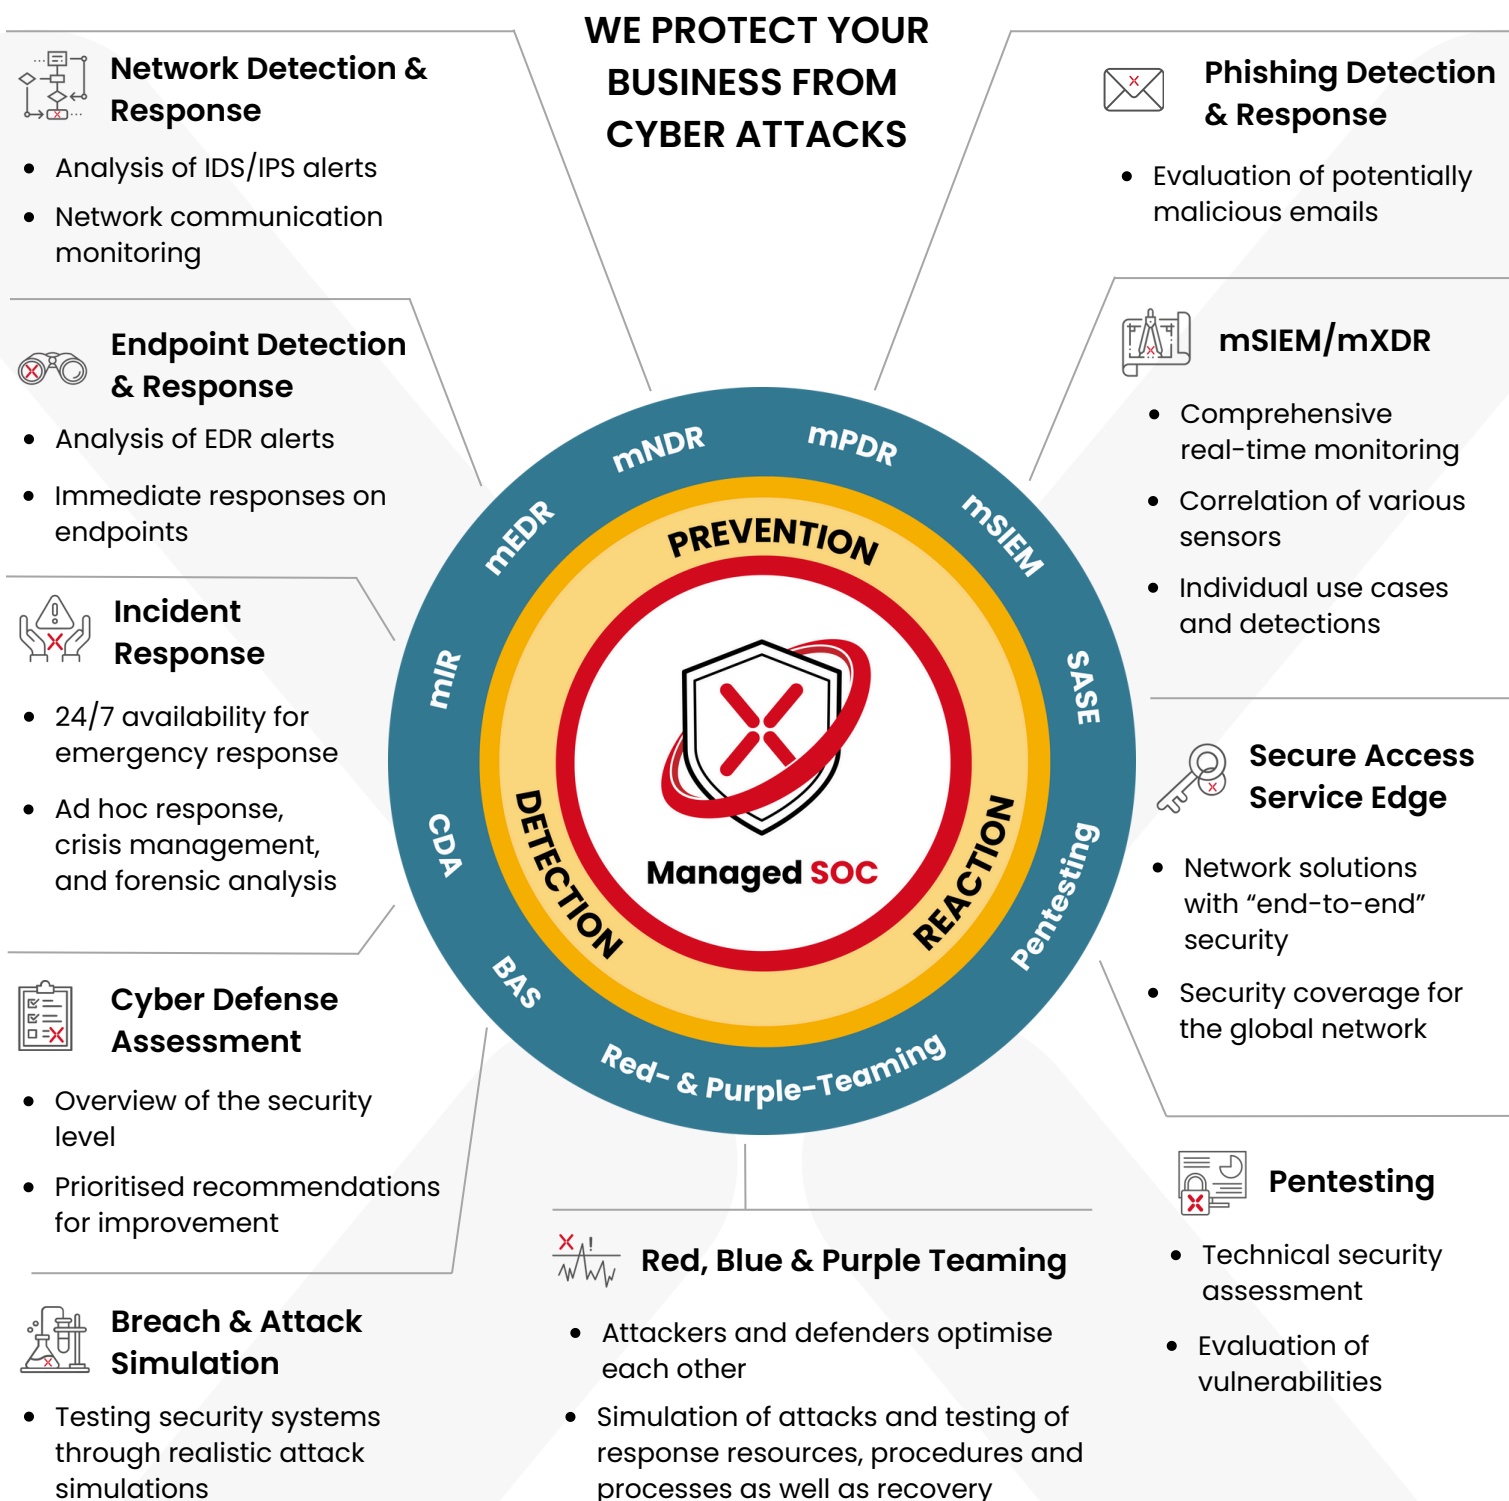 WE PROTECT YOUR
BUSINESS FROM
CYBER ATTACKS
Network Detection &
Response
• Analysis of IDS/IPS alerts
• Network communication
monitoring
Endpoint Detection
& Response
• Analysis of EDR alerts
• Immediate responses on
endpoints
Incident
Response
• 24/7 availability for
emergency response
• Ad hoc response,
crisis management,
and forensic analysis
Cyber Defense
Assessment
• Overview of the security
level
• Prioritised recommendations
for improvement
Breach & Attack
Simulation
• Testing security systems
through realistic attack
simulations
mNDR
mPDR
mEDR
mSIEM
mIR
SASE
CDA
Pentesting
BAS
Red- & Purple-Teaming
PREVENTION
DETECTION
REACTION
Managed SOC
Red, Blue & Purple Teaming
• Attackers and defenders optimise
each other
• Simulation of attacks and testing of
response resources, procedures and
processes as well as recovery
Phishing Detection
& Response
• Evaluation of potentially
malicious emails
mSIEM/mXDR
• Comprehensive
real-time monitoring
• Correlation of various
sensors
• Individual use cases
and detections
Secure Access
Service Edge
• Network solutions
with “end-to-end”
security
• Security coverage for
the global network
Pentesting
• Technical security
assessment
• Evaluation of
vulnerabilities